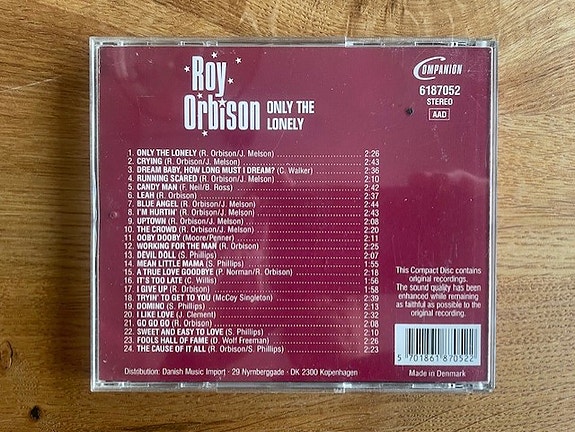 Roy
Orbison ONLY THE
LONELY
COMPANION
6187052
STEREO
AAD
1. ONLY THE LONELY (R. Orbison/J. Melson) 2:26
2. CRYING (R. Orbison/J. Melson) 2:43
3. DREAM BABY, HOW LONG MUST I DREAM? (C. Walker) 2:36
4. RUNNING SCARED (R. Orbison/J. Melson) 2:10
5. CANDY MAN (F. Neil/B. Ross) 2:42
6. LEAH (R. Orbison) 2:37
7. BLUE ANGEL (R. Orbison/J. Melson) 2:44
8. I'M HURTIN' (R. Orbison/J. Melson) 2:43
9. UPTOWN (R. Orbison/J. Melson) 2:08
10. THE CROWD (R. Orbison/J. Melson) 2:20
11. OOBY DOOBY (Moore/Penner) 2:11
12. WORKING FOR THE MAN (R. Orbison) 2:25
13. DEVIL DOLL (S. Phillips) 2:11
14. MEAN LITTLE MAMA (S. Phillips) 1:55
15. A TRUE LOVE GOODBYE (P. Norman/R. Orbison) 2:18
16. IT'S TOO LATE (C. Willis) 1:56
17. I GIVE UP (R. Orbison) 1:58
18. TRYIN' TO GET TO YOU (McCoy Singleton) 2:39
19. DOMINO (S. Phillips) 2:13
20. I LIKE LOVE (J. Clement) 2:32
21. GO GO GO (R. Orbison) 2:08
22. SWEET AND EASY TO LOVE (S. Phillips) 2:10
23. FOOLS HALL OF FAME (D. Wolf Freeman) 2:26
24. THE CAUSE OF IT ALL (R. Orbison/S. Phillips) 2:23
This Compact Disc contains
original recordings.
The sound quality has been
enhanced while remaining
as faithful as possible to the
original recording.
5 701861 870522
Distribution: Danish Music Import · 29 Nyrnberggade · DK 2300 Kopenhagen
Made in Denmark